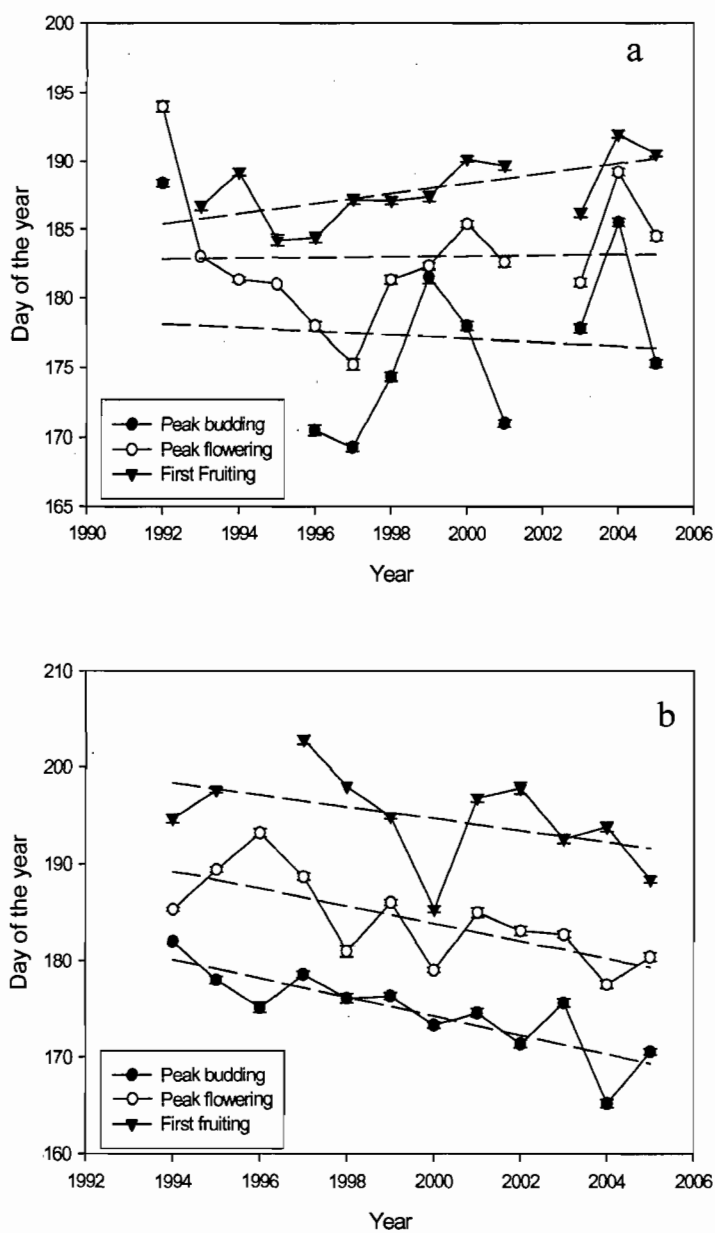 200
195
190
185
180
175
170
165
Day of the year
a
Peak budding
Peak flowering
First Fruiting
1990 1992 1994 1996 1998 2000 2002 2004 2006
Year
210
200
190
180
170
160
Day of the year
b
Peak budding
Peak flowering
First fruiting
1992 1994 1996 1998 2000 2002 2004 2006
Year